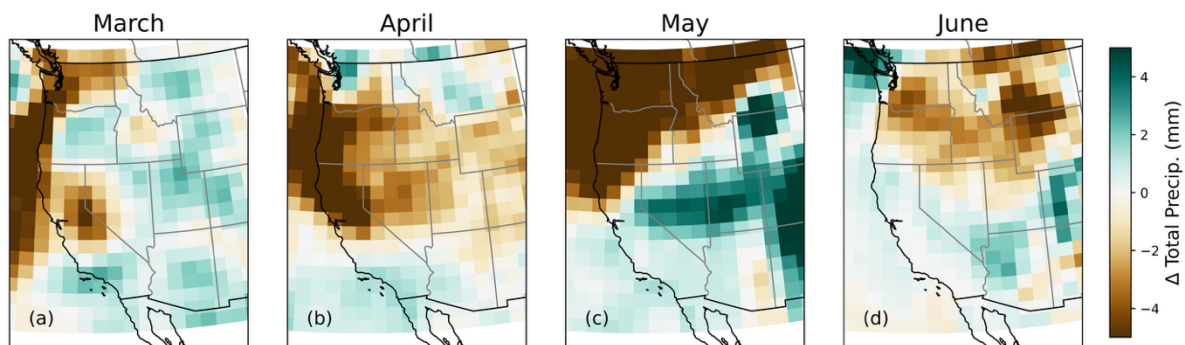 March
April
May
June
(a)
(b)
(c)
(d)
4
2
0
−2
−4
Δ Total Precip. (mm)